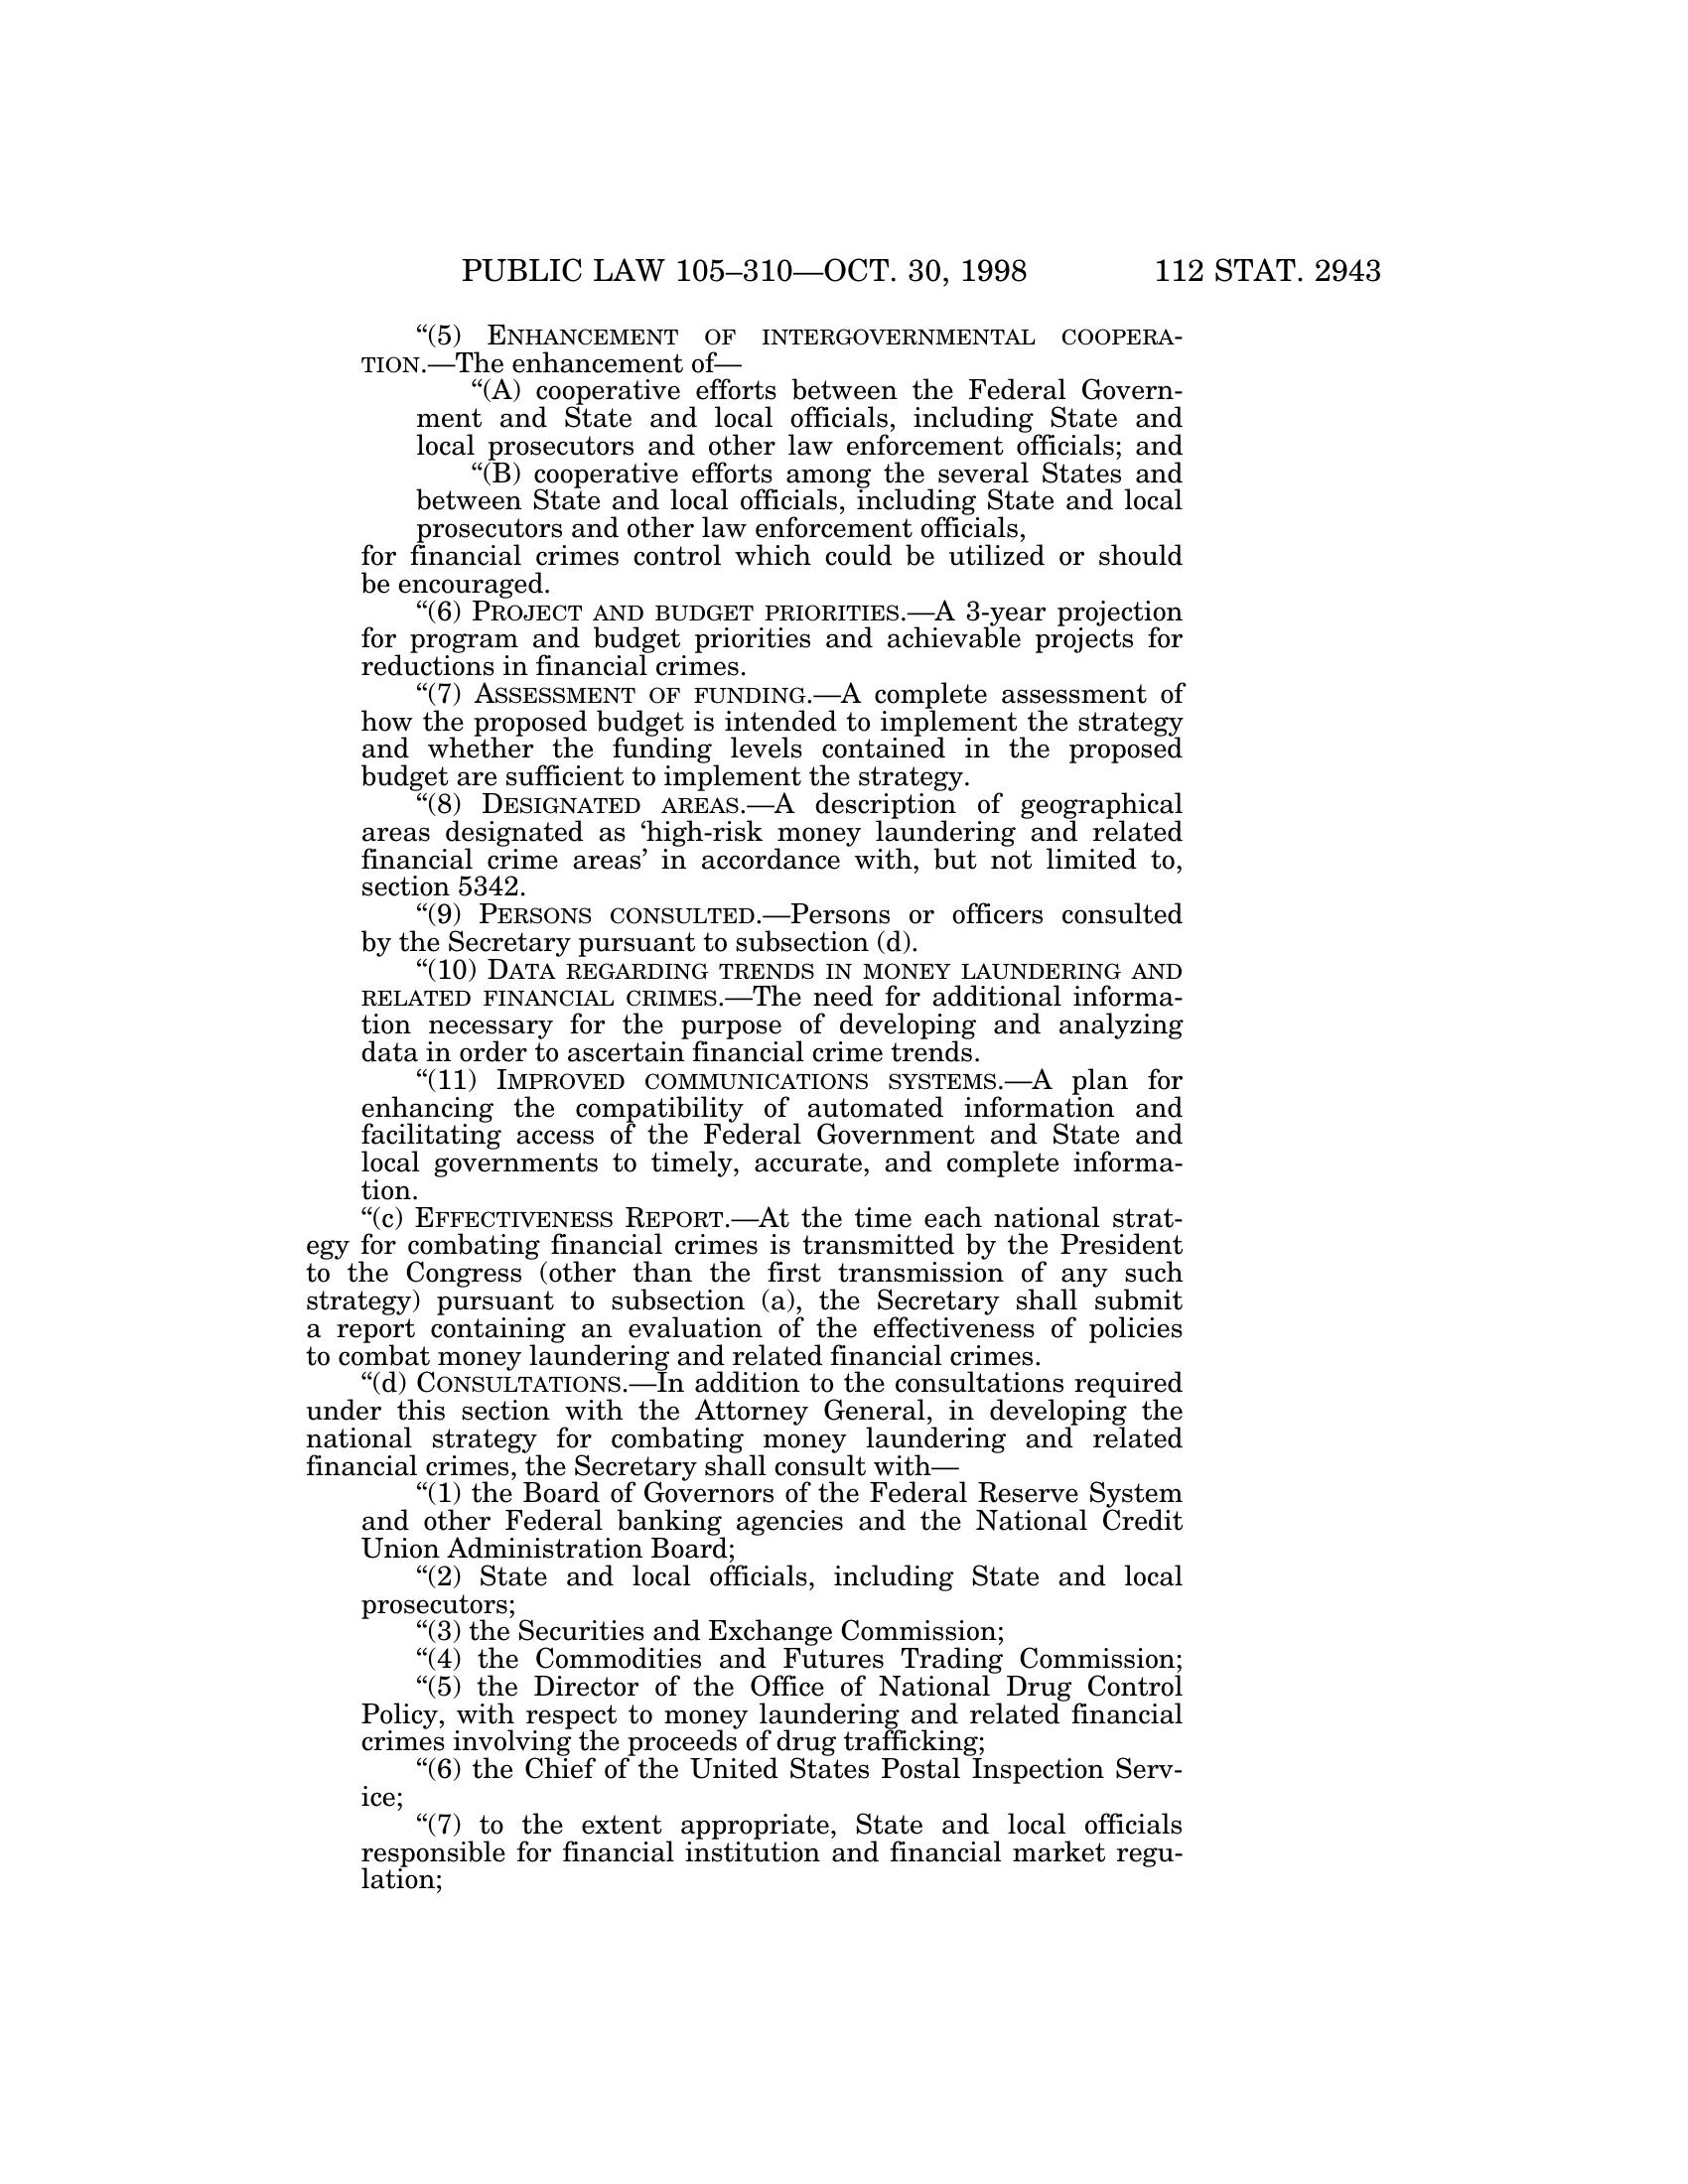 PUBLIC LAW 105–310—OCT. 30, 1998 112 STAT. 2943
“(5) ENHANCEMENT OF INTERGOVERNMENTAL COOPERA-
TION.—The enhancement of—
“(A) cooperative efforts between the Federal Govern-
ment and State and local officials, including State and
local prosecutors and other law enforcement officials; and
“(B) cooperative efforts among the several States and
between State and local officials, including State and local
prosecutors and other law enforcement officials,
for financial crimes control which could be utilized or should
be encouraged.
“(6) PROJECT AND BUDGET PRIORITIES.—A 3-year projection
for program and budget priorities and achievable projects for
reductions in financial crimes.
“(7) ASSESSMENT OF FUNDING.—A complete assessment of
how the proposed budget is intended to implement the strategy
and whether the funding levels contained in the proposed
budget are sufficient to implement the strategy.
“(8) DESIGNATED AREAS.—A description of geographical
areas designated as ‘high-risk money laundering and related
financial crime areas’ in accordance with, but not limited to,
section 5342.
“(9) PERSONS CONSULTED.—Persons or officers consulted
by the Secretary pursuant to subsection (d).
“(10) DATA REGARDING TRENDS IN MONEY LAUNDERING AND
RELATED FINANCIAL CRIMES.—The need for additional informa-
tion necessary for the purpose of developing and analyzing
data in order to ascertain financial crime trends.
“(11) IMPROVED COMMUNICATIONS SYSTEMS.—A plan for
enhancing the compatibility of automated information and
facilitating access of the Federal Government and State and
local governments to timely, accurate, and complete informa-
tion.
“(c) EFFECTIVENESS REPORT.—At the time each national strat-
egy for combating financial crimes is transmitted by the President
to the Congress (other than the first transmission of any such
strategy) pursuant to subsection (a), the Secretary shall submit
a report containing an evaluation of the effectiveness of policies
to combat money laundering and related financial crimes.
“(d) CONSULTATIONS.—In addition to the consultations required
under this section with the Attorney General, in developing the
national strategy for combating money laundering and related
financial crimes, the Secretary shall consult with—
“(1) the Board of Governors of the Federal Reserve System
and other Federal banking agencies and the National Credit
Union Administration Board;
“(2) State and local officials, including State and local
prosecutors;
“(3) the Securities and Exchange Commission;
“(4) the Commodities and Futures Trading Commission;
“(5) the Director of the Office of National Drug Control
Policy, with respect to money laundering and related financial
crimes involving the proceeds of drug trafficking;
“(6) the Chief of the United States Postal Inspection Serv-
ice;
“(7) to the extent appropriate, State and local officials
responsible for financial institution and financial market regu-
lation;